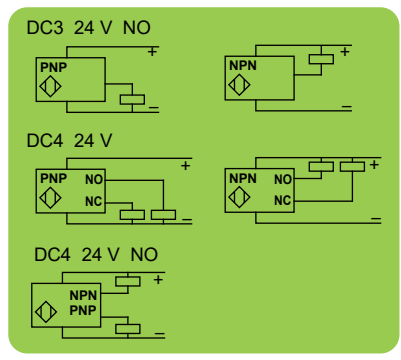 DC3 24 V NO
+ +
PNP NPN
– –
DC4 24 V
+ +
PNP NO NPN NO
NC NC
– –
DC4 24 V NO
+
NPN
PNP
–